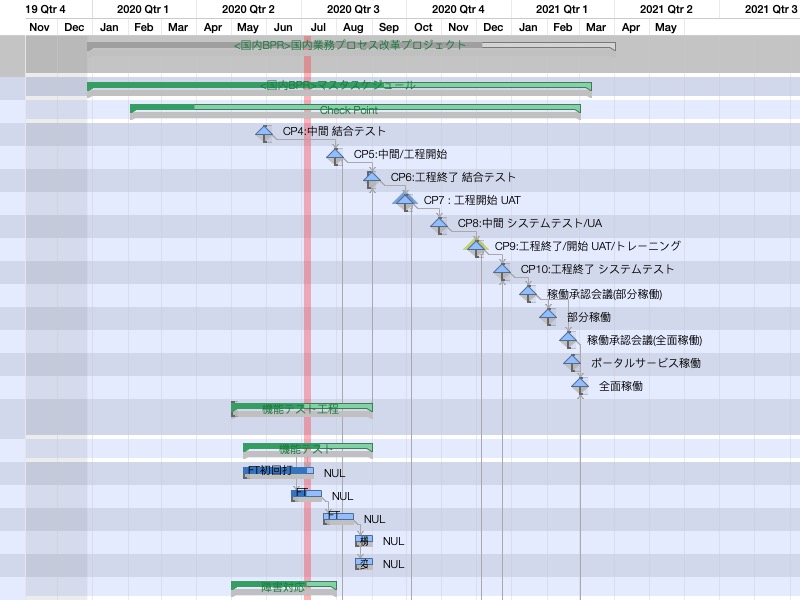 19 Qtr 4 2020 Qtr 1 2020 Qtr 2 2020 Qtr 3 2020 Qtr 4 2021 Qtr 1 2021 Qtr 2 2021 Qtr 3
Nov Dec Jan Feb Mar Apr May Jun Jul Aug Sep Oct Nov Dec Jan Feb Mar Apr May
<国内BPR>国内業務プロセス改革プロジェクト
<国内BPR>マスタスケジュール
Check Point
CP4:中間 結合テスト
CP5:中間/工程開始
CP6:工程終了 結合テスト
CP7 : 工程開始 UAT
CP8:中間 システムテスト/UA
CP9:工程終了/開始 UAT/トレーニング
CP10:工程終了 システムテスト
稼働承認会議(部分稼働)
部分稼働
稼働承認会議(全面稼働)
ポータルサービス稼働
全面稼働
機能テスト工程
機能テスト
FT初回打 NUL
FT NUL
FT NUL
機 NUL
変 NUL
障害対応